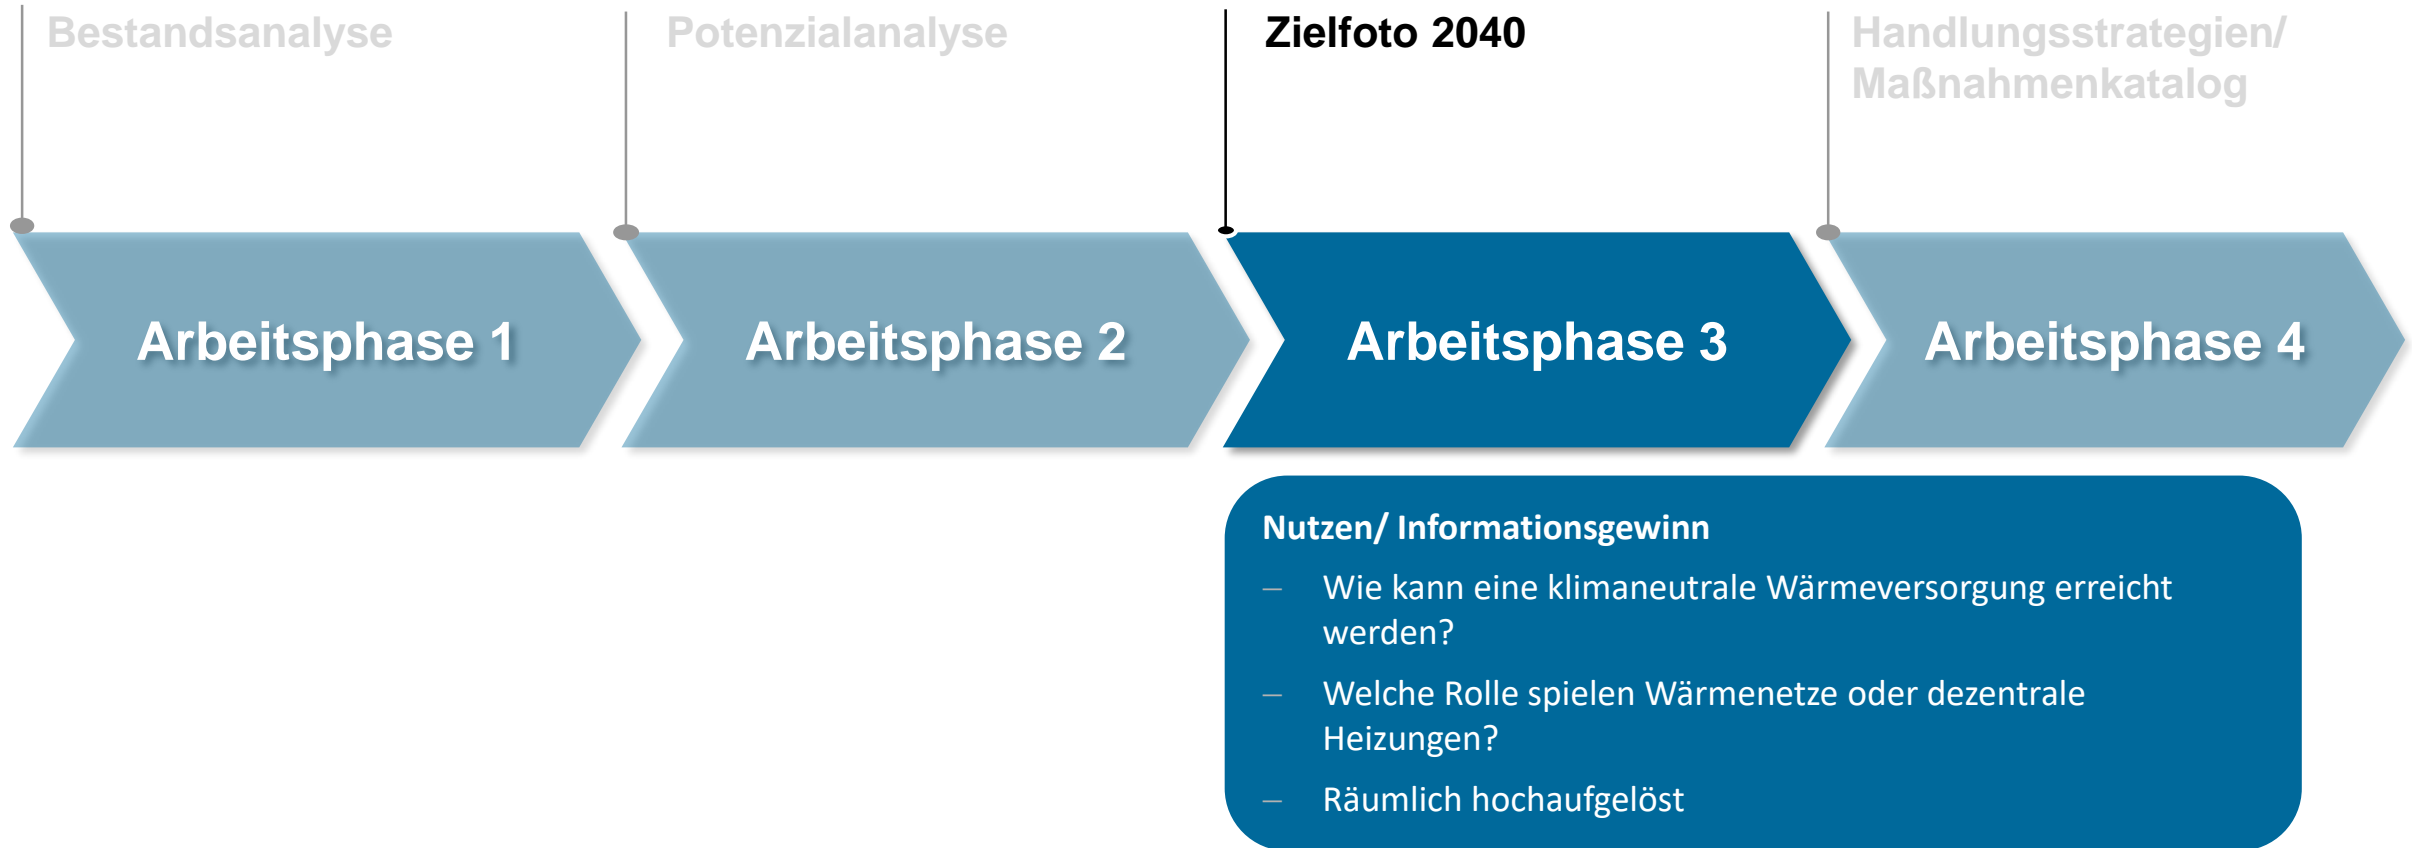 Bestandsanalyse
Potenzialanalyse
Zielfoto 2040
Handlungsstrategien/
Maßnahmenkatalog
Arbeitsphase 1
Arbeitsphase 2
Arbeitsphase 3
Arbeitsphase 4
Nutzen/ Informationsgewinn
– Wie kann eine klimaneutrale Wärmeversorgung erreicht
werden?
– Welche Rolle spielen Wärmenetze oder dezentrale
Heizungen?
– Räumlich hochaufgelöst